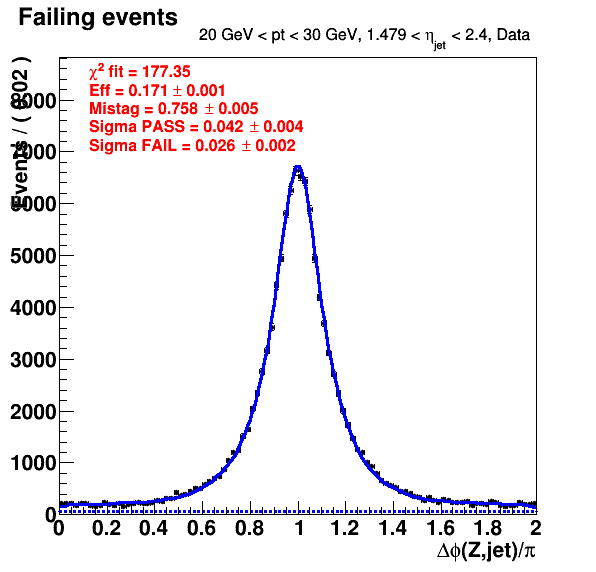 Failing events
20 GeV < pt < 30 GeV, 1.479 < η_jet < 2.4, Data
χ² fit = 177.35
Eff = 0.171 ± 0.001
Mistag = 0.758 ± 0.005
Sigma PASS = 0.042 ± 0.004
Sigma FAIL = 0.026 ± 0.002
8000
7000
6000
5000
4000
3000
2000
1000
0
0 0.2 0.4 0.6 0.8 1 1.2 1.4 1.6 1.8 2
Δϕ(Z,jet)/π